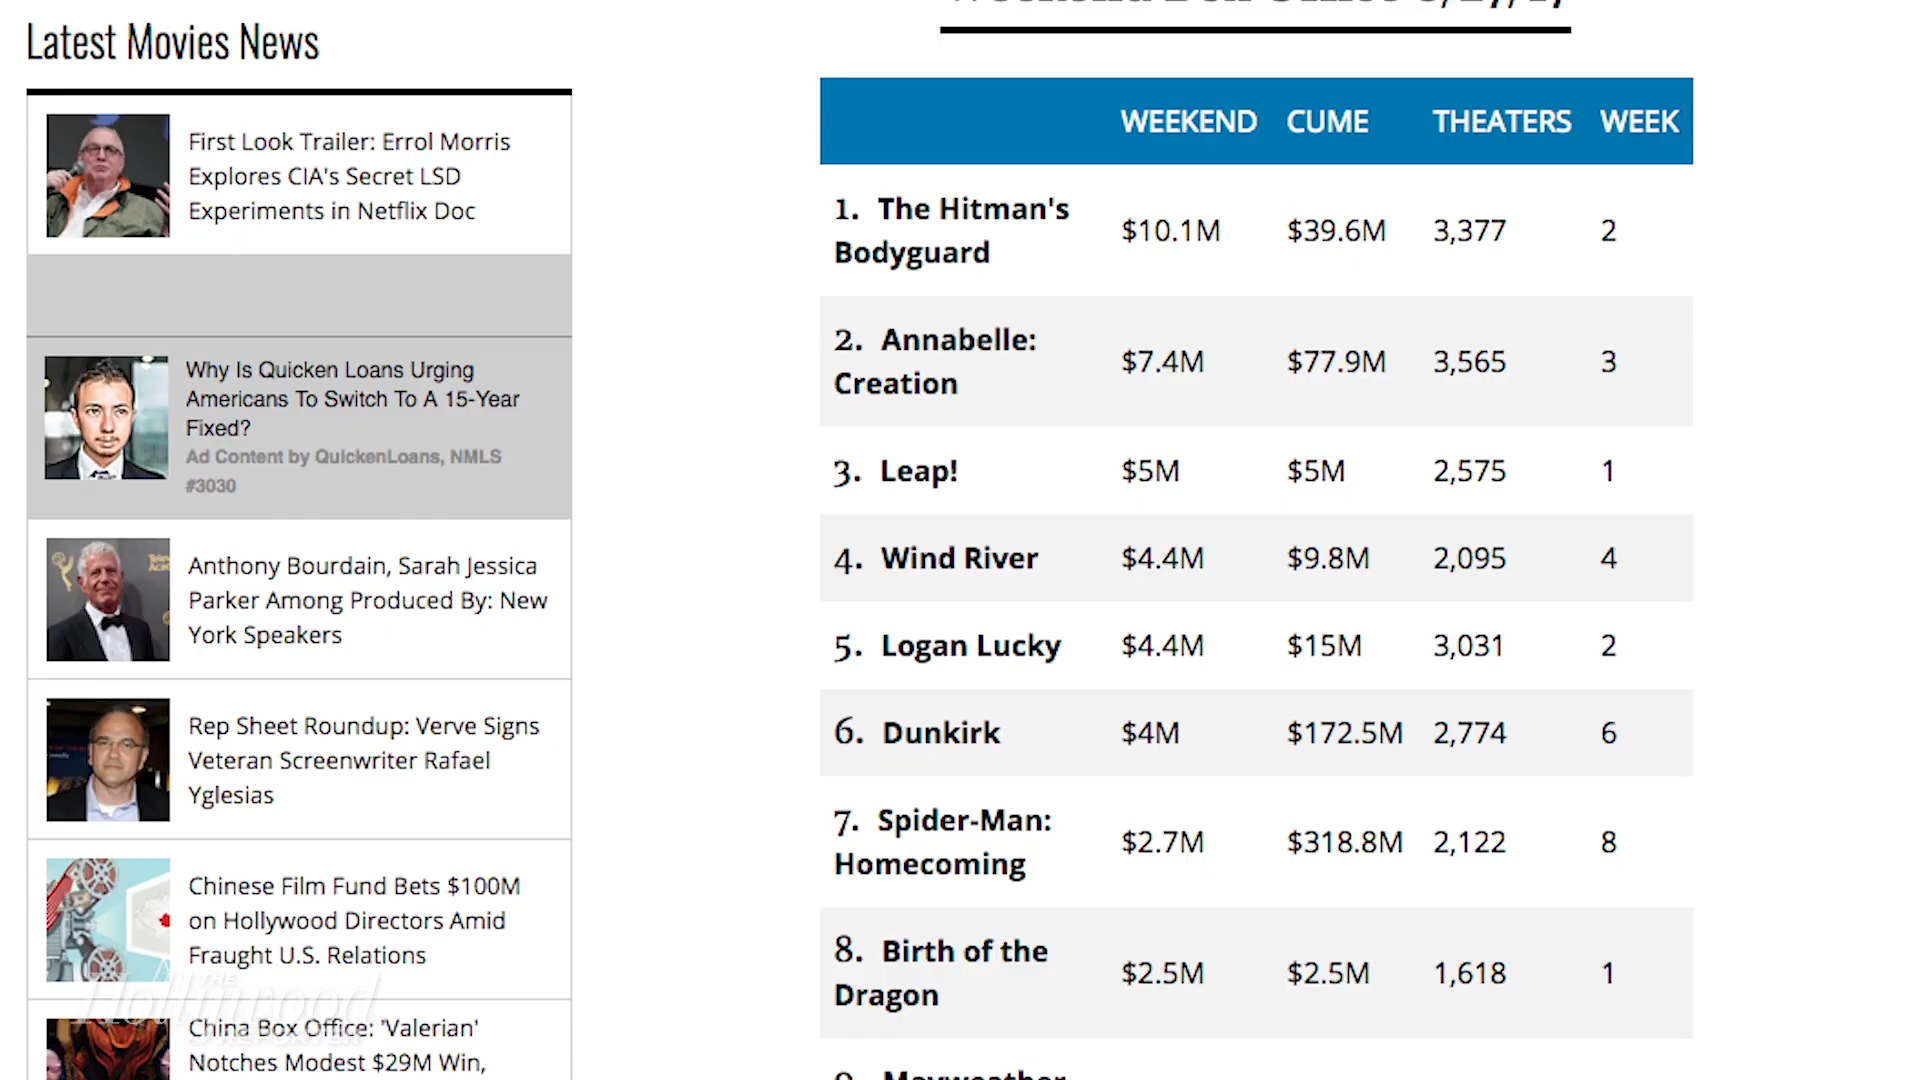 Latest Movies News
First Look Trailer: Errol Morris
Explores CIA's Secret LSD
Experiments in Netflix Doc
Why Is Quicken Loans Urging
Americans To Switch To A 15-Year
Fixed?
Ad Content by QuickenLoans, NMLS
#3030
Anthony Bourdain, Sarah Jessica
Parker Among Produced By: New
York Speakers
Rep Sheet Roundup: Verve Signs
Veteran Screenwriter Rafael
Yglesias
Chinese Film Fund Bets $100M
on Hollywood Directors Amid
Fraught U.S. Relations
China Box Office: 'Valerian'
Notches Modest $29M Win,
THE
Hollywood
REPORTER
WEEKEND CUME THEATERS WEEK
1. The Hitman's
Bodyguard $10.1M $39.6M 3,377 2
2. Annabelle:
Creation $7.4M $77.9M 3,565 3
3. Leap! $5M $5M 2,575 1
4. Wind River $4.4M $9.8M 2,095 4
5. Logan Lucky $4.4M $15M 3,031 2
6. Dunkirk $4M $172.5M 2,774 6
7. Spider-Man:
Homecoming $2.7M $318.8M 2,122 8
8. Birth of the
Dragon $2.5M $2.5M 1,618 1
9. Mayweather